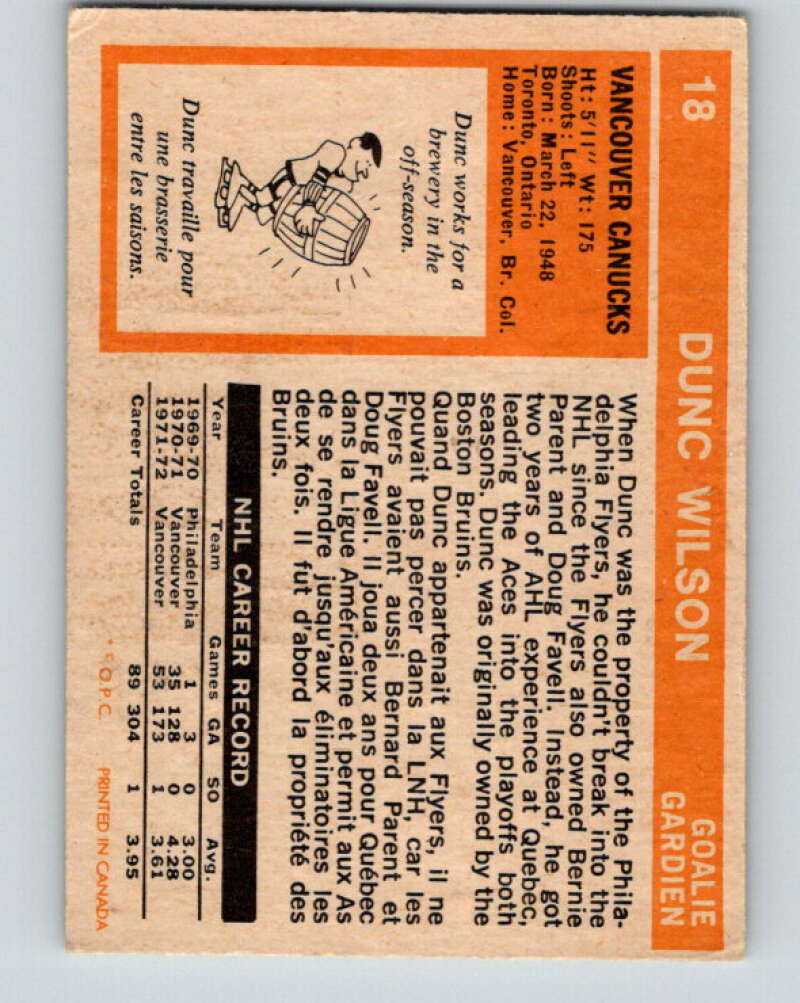 18
DUNC WILSON
GOALIE
GARDIEN
VANCOUVER CANUCKS
Ht: 5'11" Wt: 175
Shoots: Left
Born: March 22, 1948
Toronto, Ontario
Home: Vancouver, Br. Col.
Dunc works for a
brewery in the
off-season.
Dunc travaille pour
une brasserie
entre les saisons.
When Dunc was the property of the Phila-
delphia Flyers, he couldn't break into the
NHL since the Flyers also owned Bernie
Parent and Doug Favell. Instead, he got
two years of AHL experience at Quebec,
leading the Aces into the playoffs both
seasons. Dunc was originally owned by the
Boston Bruins.
Quand Dunc appartenait aux Flyers, il ne
pouvait pas percer dans la LNH, car les
Flyers avaient aussi Bernard Parent et
Doug Favell. Il joua deux ans pour Québec
dans la Ligue Américaine et permit aux As
de se rendre jusqu'aux éliminatoires les
deux fois. Il fut d'abord la propriété des
Bruins.
NHL CAREER RECORD
Year Team Games GA SO Avg.
1969-70 Philadelphia 1 3 0 3.00
1970-71 Vancouver 35 128 0 4.28
1971-72 Vancouver 53 173 1 3.61
Career Totals 89 304 1 3.95
* © O.P.C. PRINTED IN CANADA